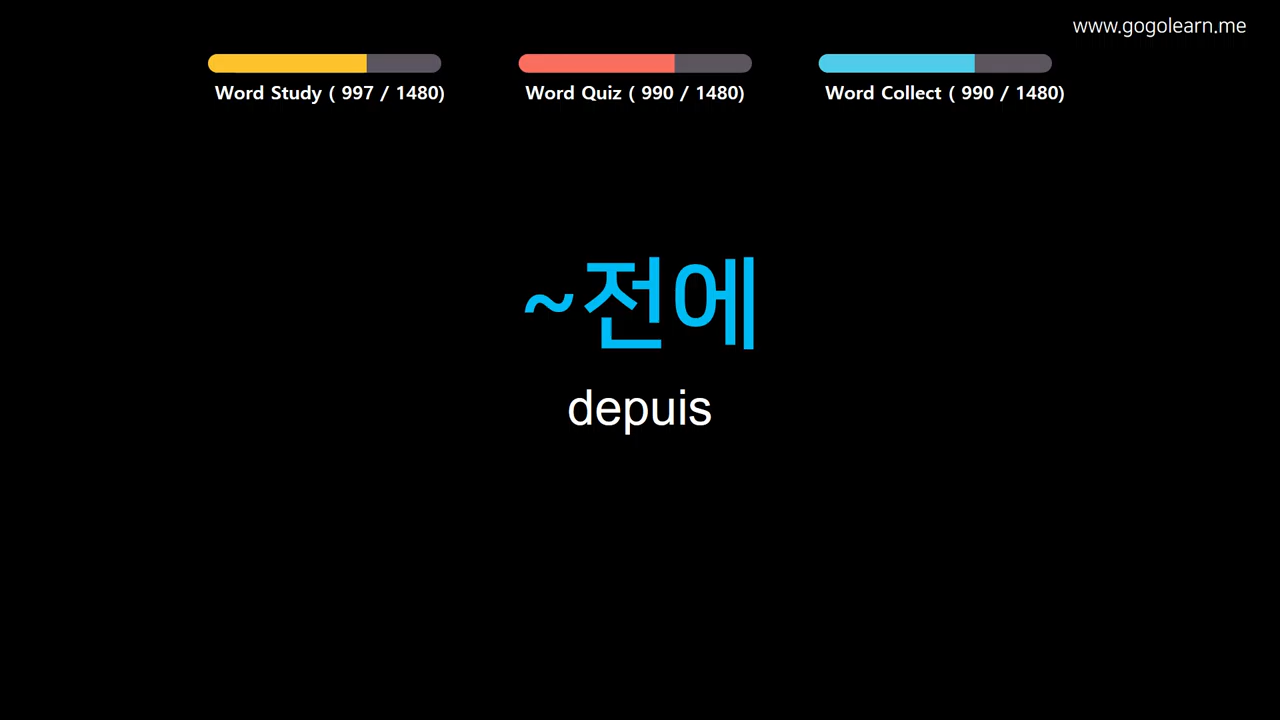 www.gogolearn.me
Word Study ( 997 / 1480)
Word Quiz ( 990 / 1480)
Word Collect ( 990 / 1480)
~전에
depuis